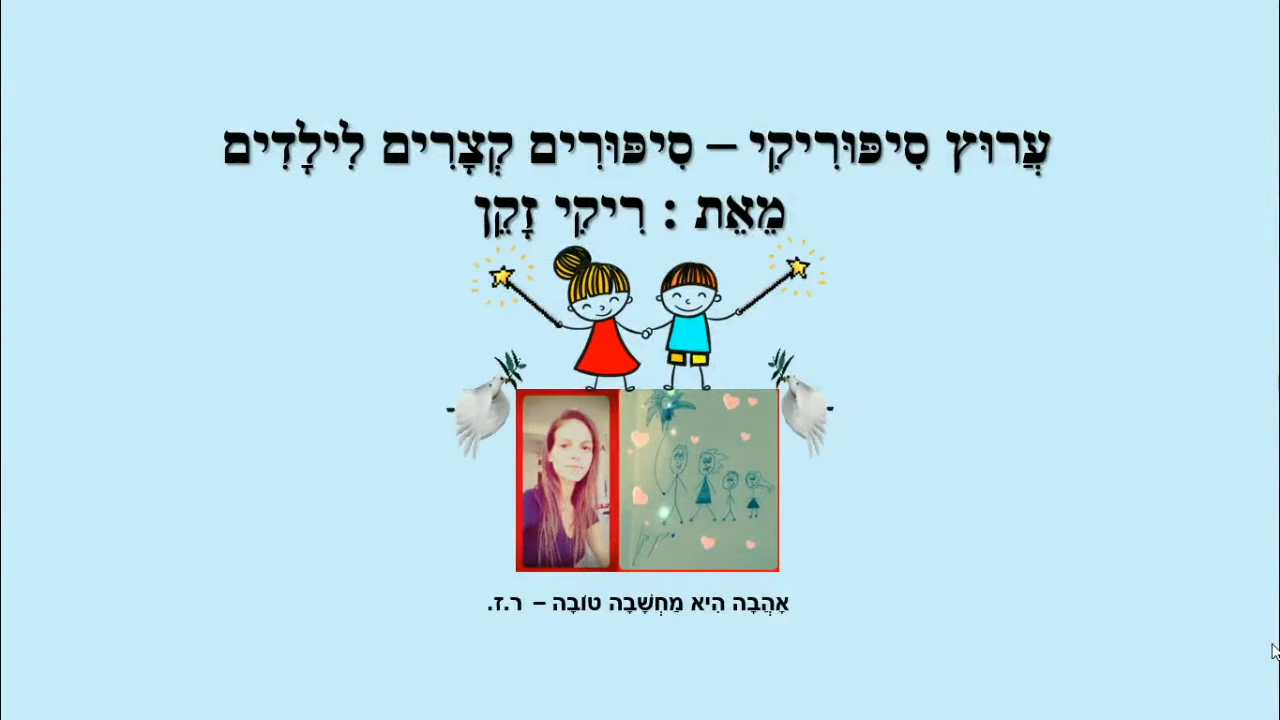 עֲרוּץ סִיפּוּרִיקִי – סִיפּוּרִים קְצָרִים לִילָדִים
מֵאֵת : רִיקִי זָקֵן
אָהֲבָה הִיא מַחְשָׁבָה טוֹבָה – ר.ז.